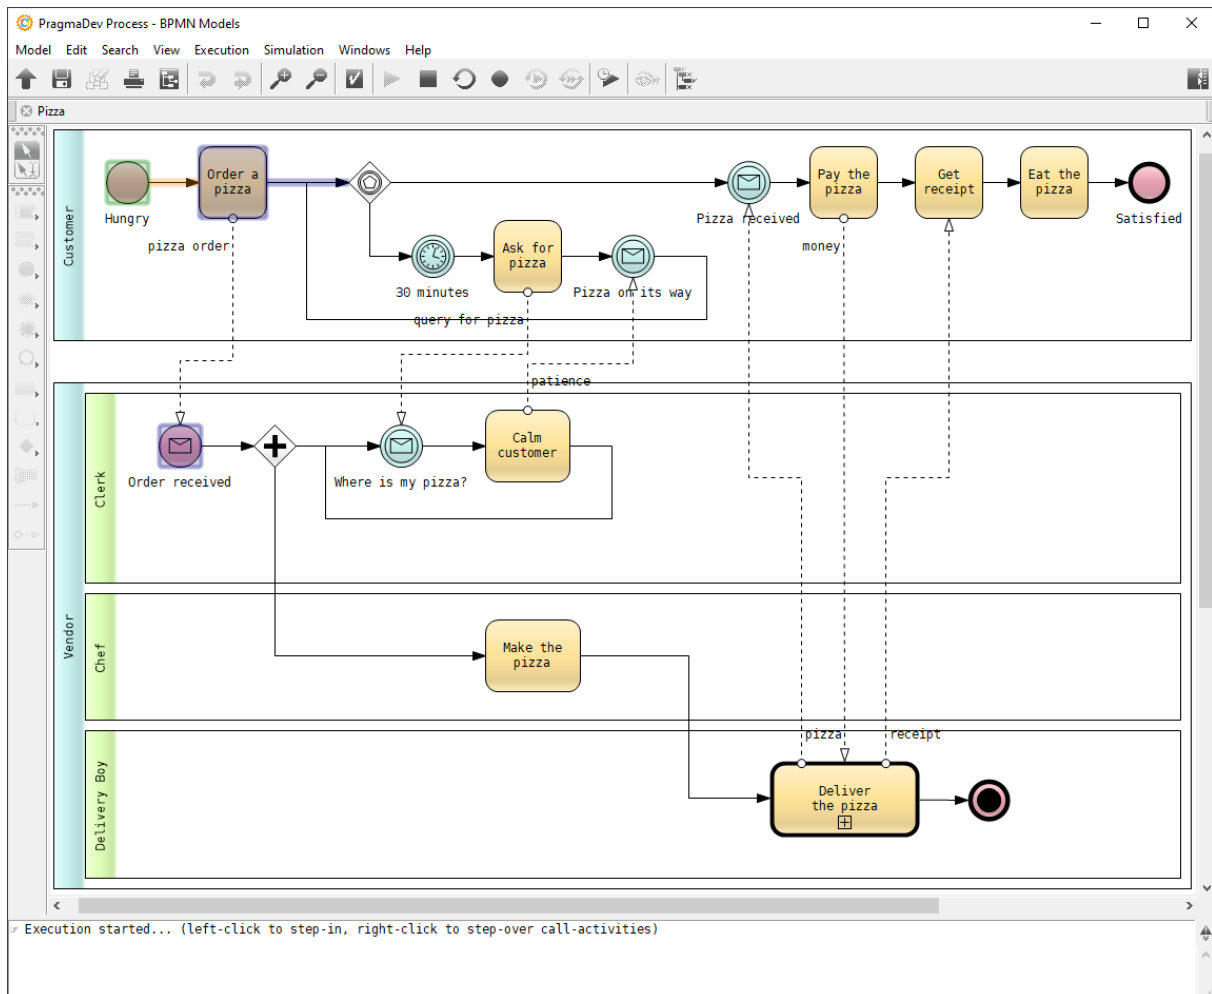 PragmaDev Process - BPMN Models
Model Edit Search View Execution Simulation Windows Help
Pizza
Customer
Hungry
Order a
pizza
pizza order
30 minutes
Ask for
pizza
query for pizza
Pizza on its way
patience
Pizza received
Pay the
pizza
money
Get
receipt
Eat the
pizza
Satisfied
Vendor
Clerk
Order received
Where is my pizza?
Calm
customer
Chef
Make the
pizza
Delivery Boy
pizza
receipt
Deliver
the pizza
Execution started... (left-click to step-in, right-click to step-over call-activities)